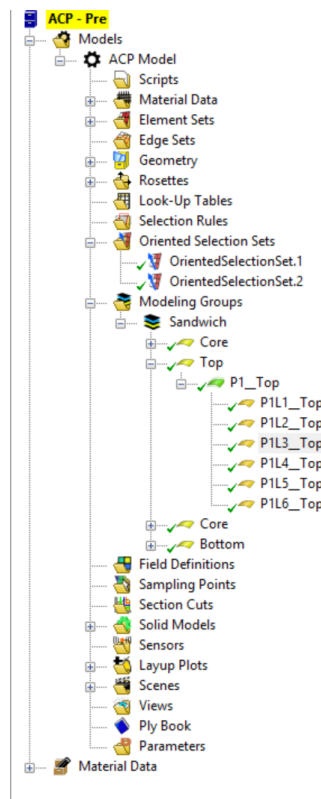 ACP - Pre
Models
ACP Model
Scripts
Material Data
Element Sets
Edge Sets
Geometry
Rosettes
Look-Up Tables
Selection Rules
Oriented Selection Sets
OrientedSelectionSet.1
OrientedSelectionSet.2
Modeling Groups
Sandwich
Core
Top
P1__Top
P1L1__Top
P1L2__Top
P1L3__Top
P1L4__Top
P1L5__Top
P1L6__Top
Core
Bottom
Field Definitions
Sampling Points
Section Cuts
Solid Models
Sensors
Layup Plots
Scenes
Views
Ply Book
Parameters
Material Data